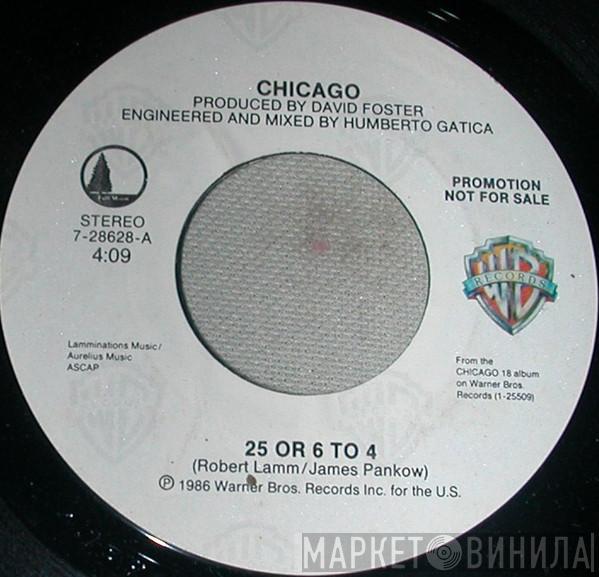 CHICAGO
PRODUCED BY DAVID FOSTER
ENGINEERED AND MIXED BY HUMBERTO GATICA
Full Moon
STEREO
7-28628-A
4:09
PROMOTION
NOT FOR SALE
RECORDS
Lamminations Music/
Aurelius Music
ASCAP
From the
CHICAGO 18 album
on Warner Bros.
Records (1-25509)
25 OR 6 TO 4
(Robert Lamm/James Pankow)
Ⓟ 1986 Warner Bros. Records Inc. for the U.S.
МАРКЕТ ВИНИЛА